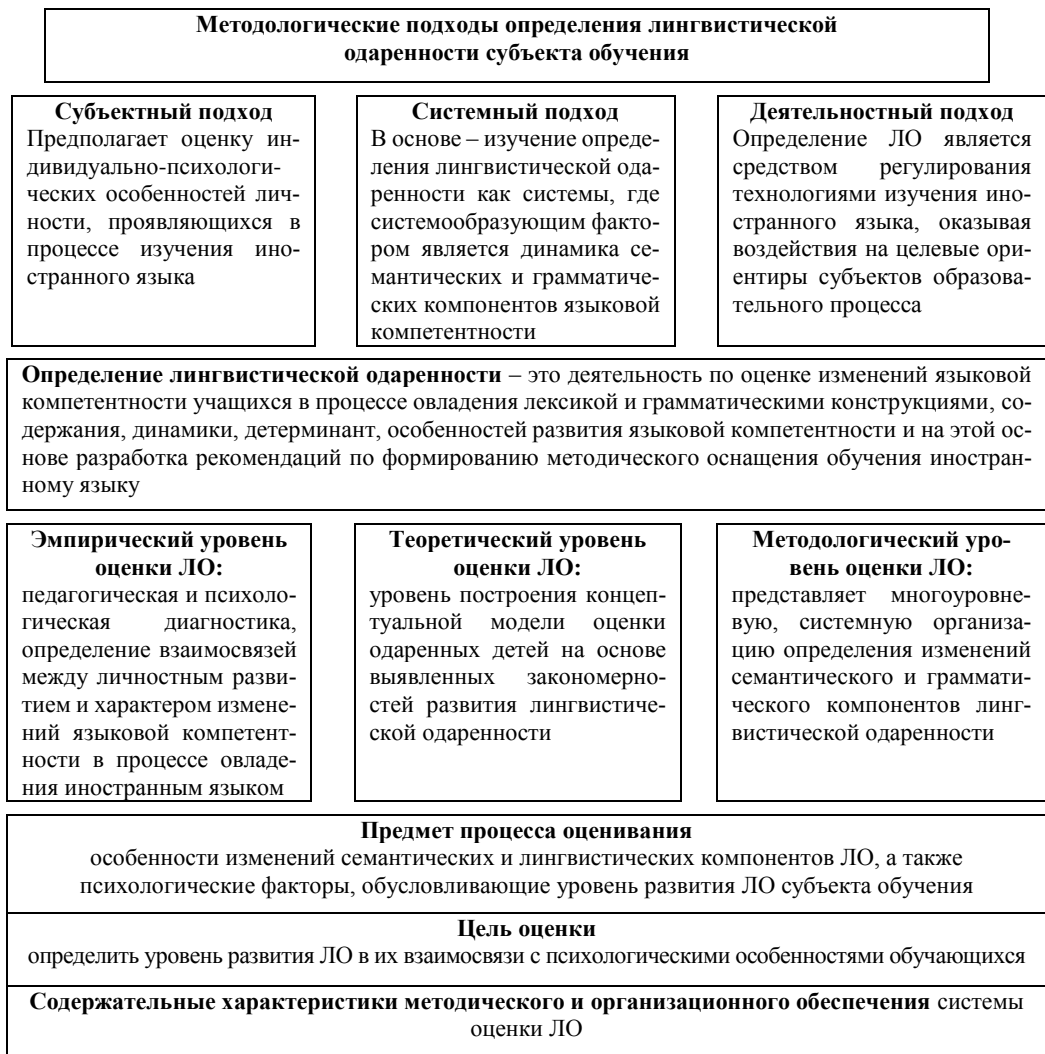 Методологические подходы определения лингвистической
одаренности субъекта обучения
Субъектный подход
Предполагает оценку ин-
дивидуально-психологи-
ческих особенностей лич-
ности, проявляющихся в
процессе изучения ино-
странного языка
Системный подход
В основе – изучение опреде-
ления лингвистической ода-
ренности как системы, где
системообразующим факто-
ром является динамика се-
мантических и грамматиче-
ских компонентов языковой
компетентности
Деятельностный подход
Определение ЛО является
средством регулирования
технологиями изучения ино-
странного языка, оказывая
воздействия на целевые ори-
ентиры субъектов образова-
тельного процесса
Определение лингвистической одаренности – это деятельность по оценке изменений языковой
компетентности учащихся в процессе овладения лексикой и грамматическими конструкциями, со-
держания, динамики, детерминант, особенностей развития языковой компетентности и на этой ос-
нове разработка рекомендаций по формированию методического оснащения обучения иностран-
ному языку
Эмпирический уровень
оценки ЛО:
педагогическая и психоло-
гическая диагностика,
определение взаимосвязей
между личностным разви-
тием и характером измене-
ний языковой компетент-
ности в процессе овладе-
ния иностранным языком
Теоретический уровень
оценки ЛО:
уровень построения концеп-
туальной модели оценки
одаренных детей на основе
выявленных закономерно-
стей развития лингвистиче-
ской одаренности
Методологический уро-
вень оценки ЛО:
представляет многоуровне-
вую, системную организа-
цию определения изменений
семантического и граммати-
ческого компонентов линг-
вистической одаренности
Предмет процесса оценивания
особенности изменений семантических и лингвистических компонентов ЛО, а также
психологические факторы, обусловливающие уровень развития ЛО субъекта обучения
Цель оценки
определить уровень развития ЛО в их взаимосвязи с психологическими особенностями обучающихся
Содержательные характеристики методического и организационного обеспечения системы
оценки ЛО